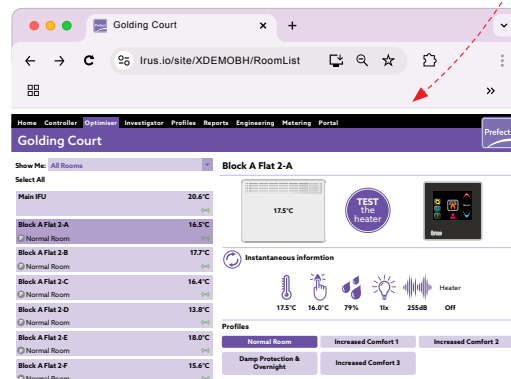 Prefect Golding Court
Irus.io/site/XDEMOBH/RoomList
Home Controller Optimiser Investigator Profiles Reports Engineering Metering Portal
Golding Court
Prefect
Show Me: All Rooms
Select All
Main IFU 20.6°C
Block A Flat 2-A 16.5°C
Normal Room
Block A Flat 2-B 17.7°C
Normal Room
Block A Flat 2-C 16.4°C
Normal Room
Block A Flat 2-D 13.8°C
Normal Room
Block A Flat 2-E 18.0°C
Normal Room
Block A Flat 2-F 15.6°C
Normal Room
Block A Flat 2-A
17.5°C
TEST
the
heater
irus
Instantaneous informtion
Heater
17.5°C 16.0°C 79% 1lx 255dB Off
Profiles
Normal Room Increased Comfort 1 Increased Comfort 2
Damp Protection &
Overnight
Increased Comfort 3